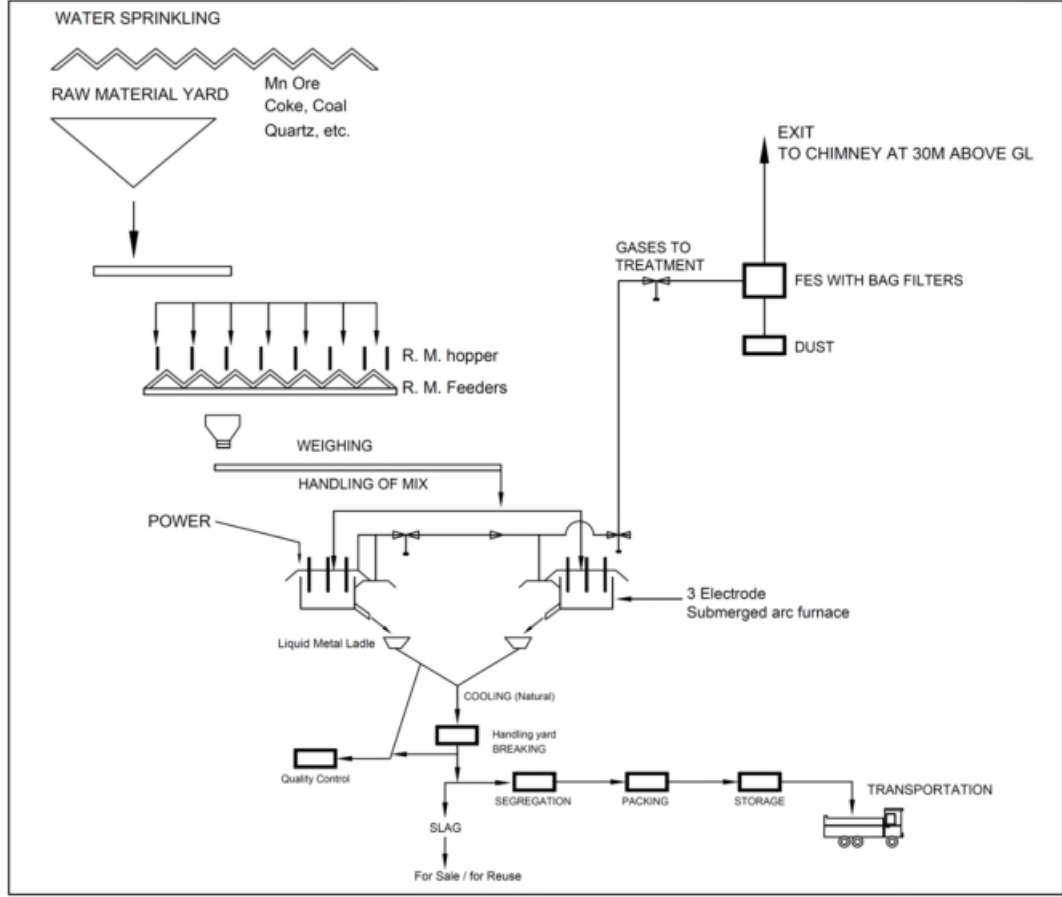 WATER SPRINKLING
RAW MATERIAL YARD
Mn Ore
Coke, Coal
Quartz, etc.
EXIT
TO CHIMNEY AT 30M ABOVE GL
GASES TO
TREATMENT
FES WITH BAG FILTERS
DUST
R. M. hopper
R. M. Feeders
WEIGHING
HANDLING OF MIX
POWER
3 Electrode
Submerged arc furnace
Liquid Metal Ladle
COOLING (Natural)
Handling yard
BREAKING
Quality Control
SEGREGATION
PACKING
STORAGE
TRANSPORTATION
SLAG
For Sale / for Reuse